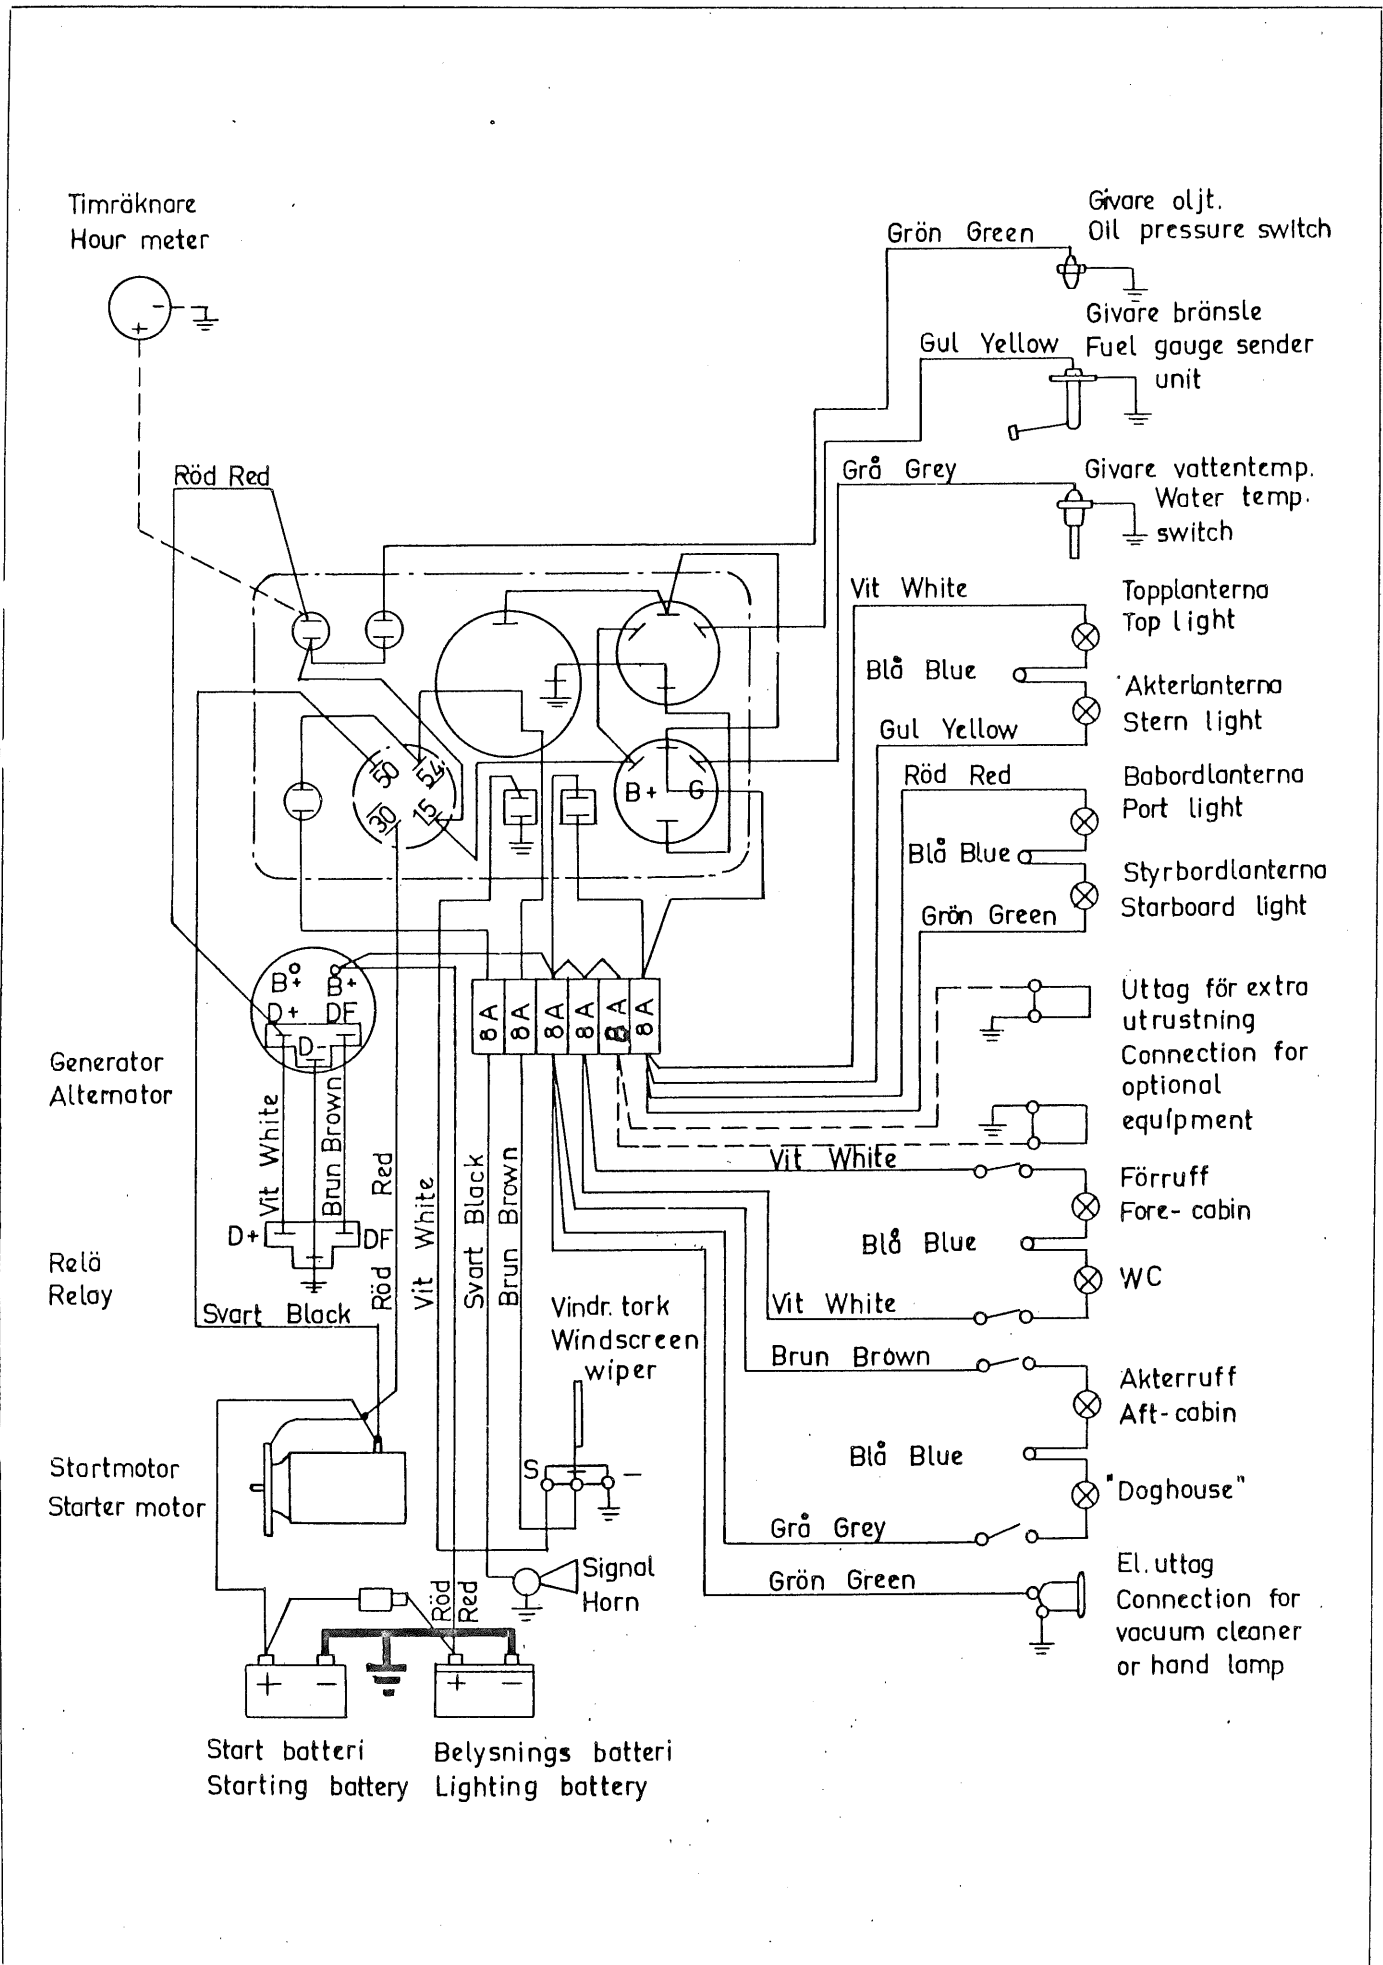 Timräknare
Hour meter
-
+
Givare oljt.
Oil pressure switch
Grön Green
Givare bränsle
Fuel gauge sender
unit
Gul Yellow
Röd Red
Grå Grey
Givare vattentemp.
Water temp.
switch
Vit White
Topplanterna
Top light
Blå Blue
Akterlanterna
Stern light
Gul Yellow
Röd Red
Babordlanterna
Port light
Blå Blue
Styrbordlanterna
Starboard light
Grön Green
50
54
30
15
B+ G
B+
B+
D+ DF
D-
8A
8A
8A
8A
8A
8A
Uttag för extra
utrustning
Connection for
optional
equipment
Generator
Alternator
Vit White
Brun Brown
Röd Red
Vit White
Svart Black
Brun Brown
D+
DF
Relä
Relay
Svart Black
Vit White
Förruff
Fore-cabin
Blå Blue
WC
Vit White
Brun Brown
Akterruff
Aft-cabin
Blå Blue
"Doghouse"
Grå Grey
Grön Green
El. uttag
Connection for
vacuum cleaner
or hand lamp
Vindr. tork
Windscreen
wiper
S
-
Startmotor
Starter motor
Signal
Horn
Röd
Red
+ -
+ -
Start batteri
Starting battery
Belysnings batteri
Lighting battery